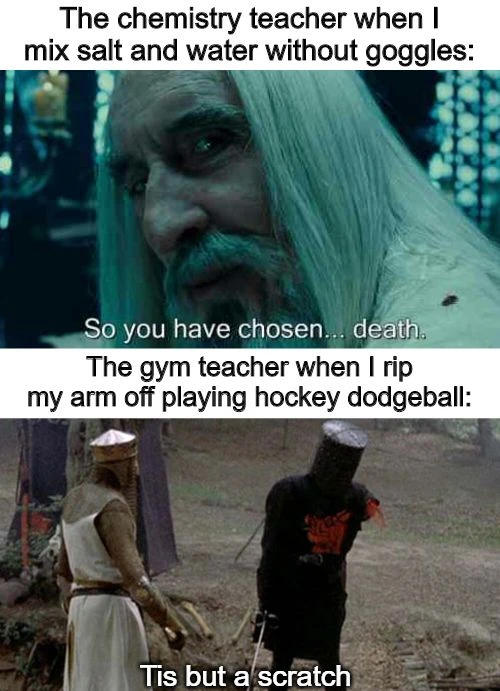 The chemistry teacher when I
mix salt and water without goggles:
So you have chosen... death.
The gym teacher when I rip
my arm off playing hockey dodgeball:
Tis but a scratch